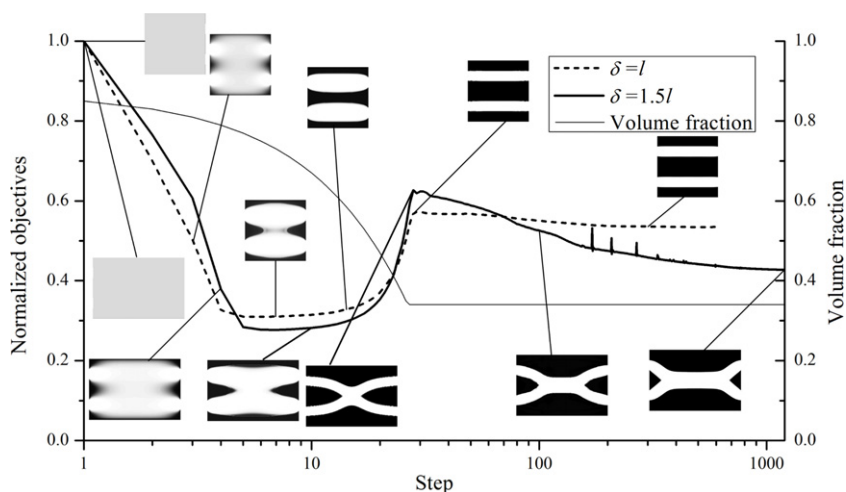 Normalized objectives
1.0
0.8
0.6
0.4
0.2
0.0
δ =l
δ =1.5l
Volume fraction
1.0
0.8
0.6
0.4
0.2
0.0
Volume fraction
1
10
100
1000
Step